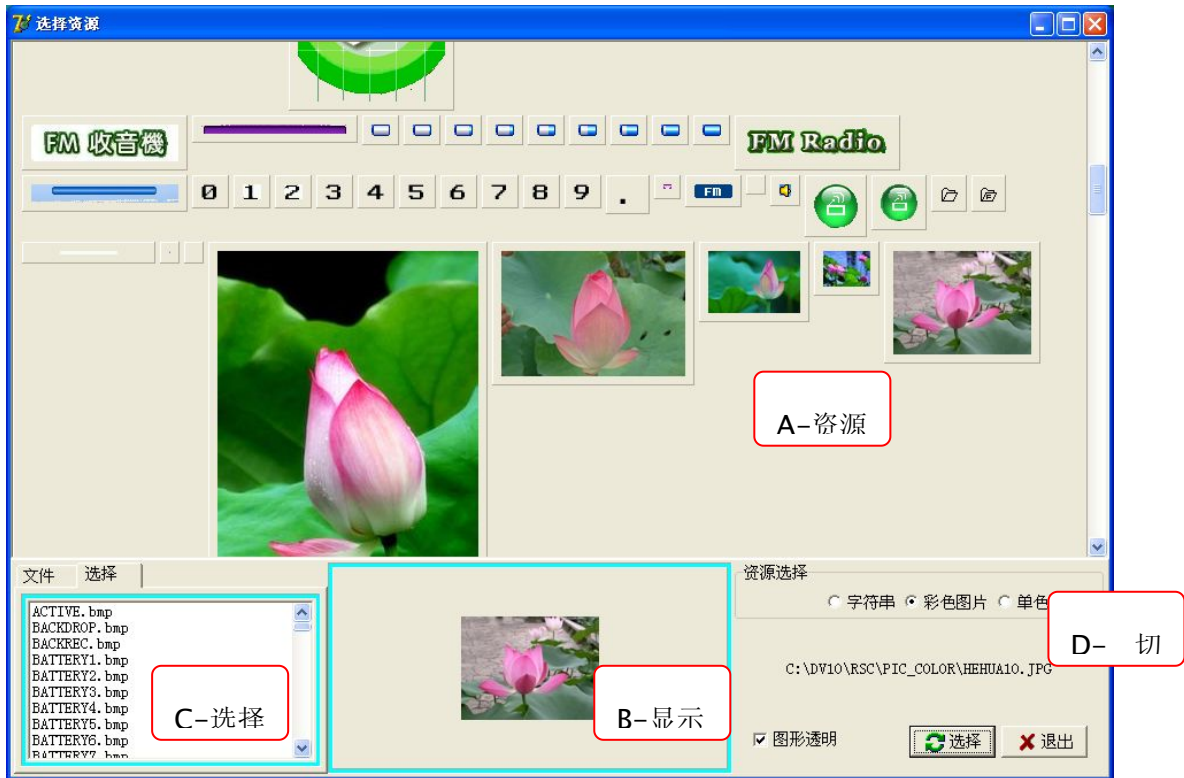 选择资源
FM 收音機
FM Radio
0 1 2 3 4 5 6 7 8 9 .
FM
A-资源
文件 选择
ACTIVE.bmp
BACKDROP.bmp
BACKREC.bmp
BATTERY1.bmp
BATTERY2.bmp
BATTERY3.bmp
BATTERY4.bmp
BATTERY5.bmp
BATTERY6.bmp
BATTERY7.bmp
C-选择
B-显示
资源选择
字符串 彩色图片 单色
D- 切
C:\DV10\RSC\PIC_COLOR\HEHUA10.JPG
图形透明
选择
退出